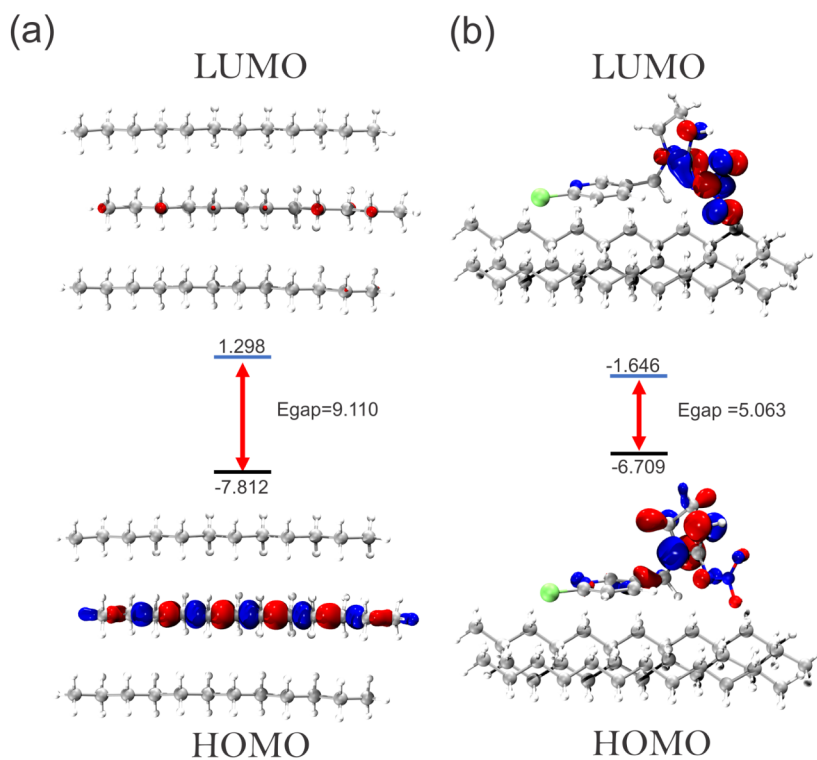 (a)
LUMO
1.298
Egap=9.110
-7.812
HOMO
(b)
LUMO
-1.646
Egap =5.063
-6.709
HOMO